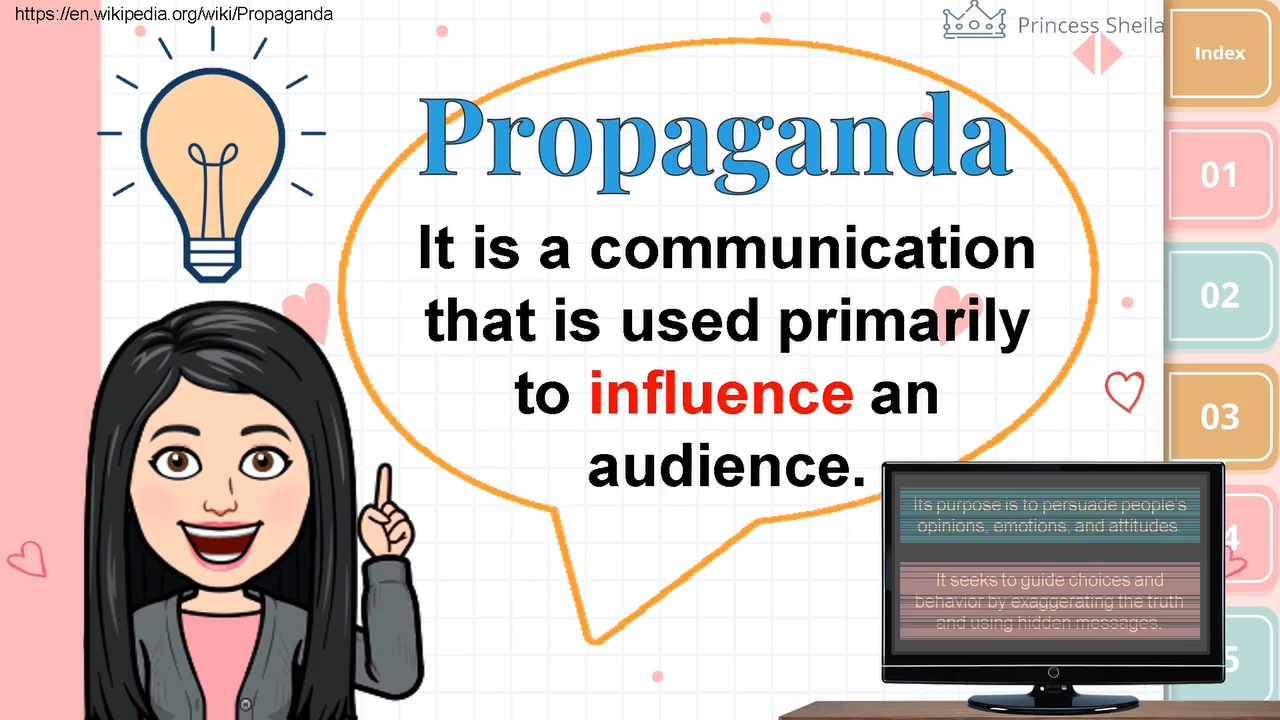 https://en.wikipedia.org/wiki/Propaganda
Princess Sheila
Index
Propaganda
01
It is a communication
02
that is used primarily
to influence an
03
audience.
Its purpose is to persuade people's
opinions, emotions, and attitudes.
4
It seeks to guide choices and
behavior by exaggerating the truth
and using hidden messages.
5